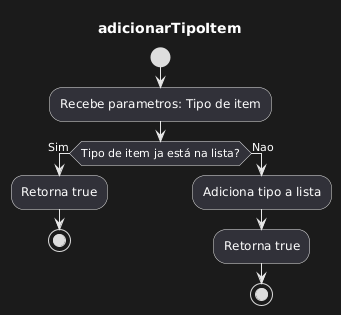 adicionarTipoItem
Recebe parametros: Tipo de item
Tipo de item ja está na lista?
Sim
Nao
Retorna true
Adiciona tipo a lista
Retorna true